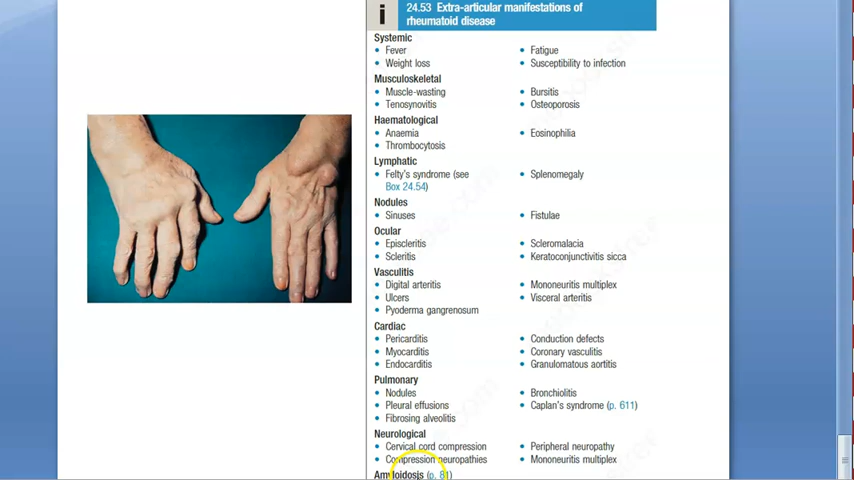 i
24.53 Extra-articular manifestations of
rheumatoid disease
Systemic
• Fever
• Fatigue
• Weight loss
• Susceptibility to infection
Musculoskeletal
• Muscle-wasting
• Bursitis
• Tenosynovitis
• Osteoporosis
Haematological
• Anaemia
• Eosinophilia
• Thrombocytosis
Lymphatic
• Felty's syndrome (see
Box 24.54)
• Splenomegaly
Nodules
• Sinuses
• Fistulae
Ocular
• Episcleritis
• Scleromalacia
• Scleritis
• Keratoconjunctivitis sicca
Vasculitis
• Digital arteritis
• Mononeuritis multiplex
• Ulcers
• Visceral arteritis
• Pyoderma gangrenosum
Cardiac
• Pericarditis
• Conduction defects
• Myocarditis
• Coronary vasculitis
• Endocarditis
• Granulomatous aortitis
Pulmonary
• Nodules
• Bronchiolitis
• Pleural effusions
• Caplan's syndrome (p. 611)
• Fibrosing alveolitis
Neurological
• Cervical cord compression
• Peripheral neuropathy
• Compression neuropathies
• Mononeuritis multiplex
Amyloidosis (p. 81)